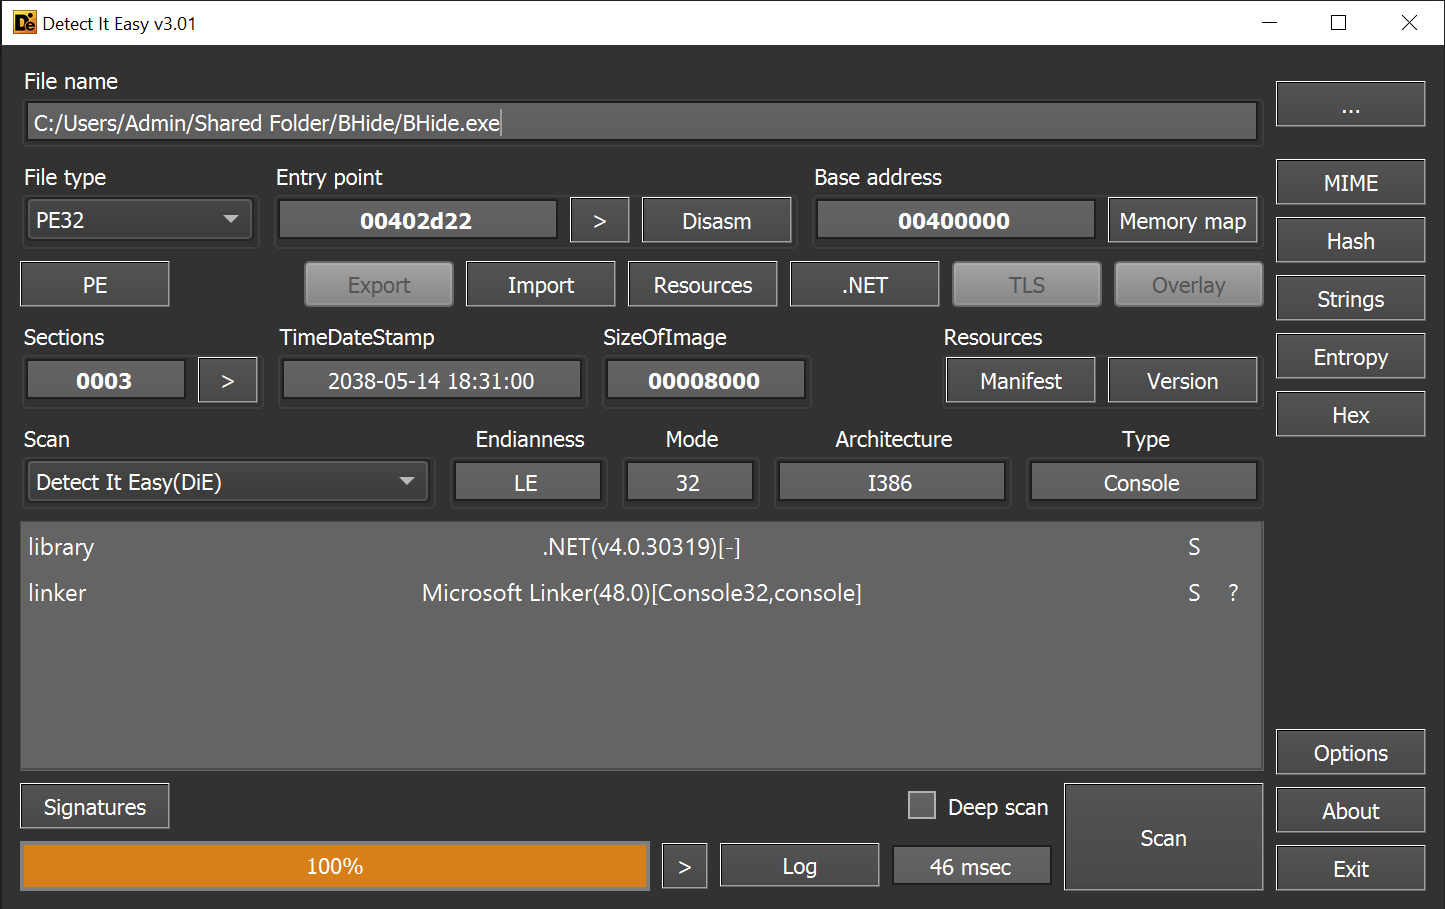 Detect It Easy v3.01
File name
C:/Users/Admin/Shared Folder/BHide/BHide.exe
...
File type Entry point Base address
PE32 00402d22 > Disasm 00400000 Memory map
MIME
Hash
PE Export Import Resources .NET TLS Overlay
Strings
Sections TimeDateStamp SizeOfImage Resources
0003 > 2038-05-14 18:31:00 00008000 Manifest Version
Entropy
Hex
Scan Endianness Mode Architecture Type
Detect It Easy(DiE) LE 32 I386 Console
library .NET(v4.0.30319)[-] S
linker Microsoft Linker(48.0)[Console32,console] S ?
Options
Signatures Deep scan Scan About
100% > Log 46 msec Exit